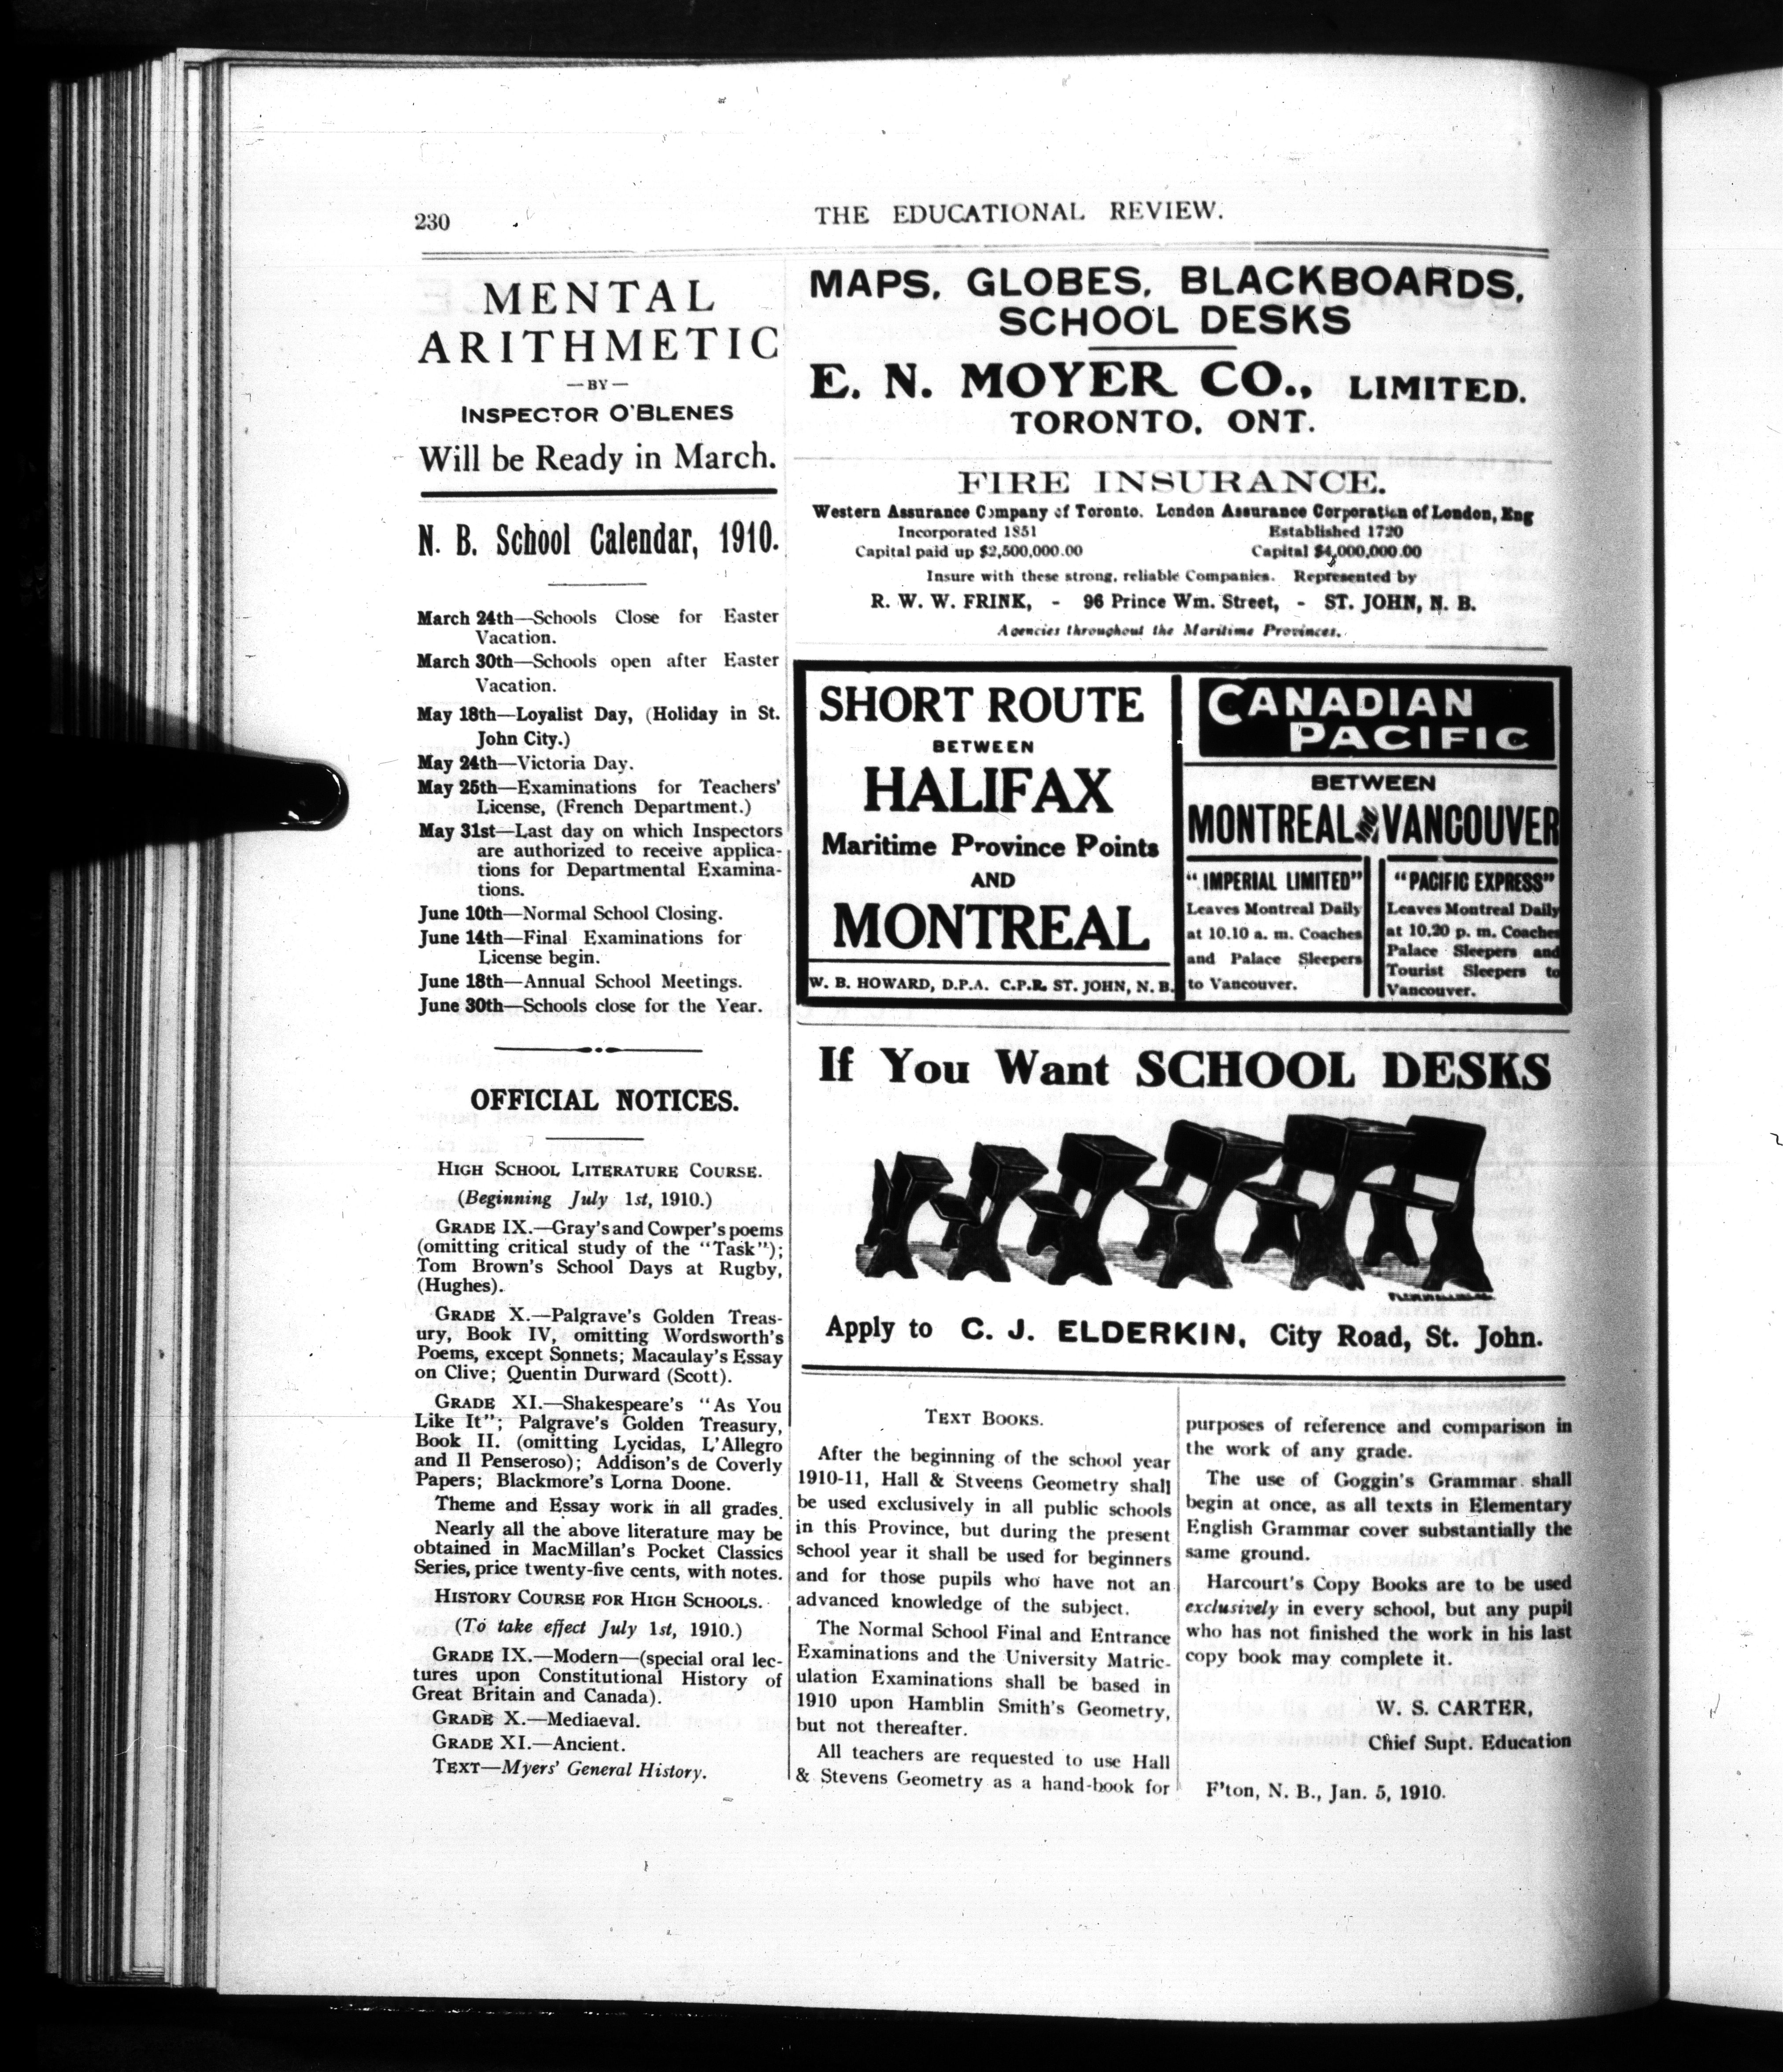 230
THE EDUCATIONAL REVIEW.
MENTAL
ARITHMETIC
—BY—
INSPECTOR O'BLENES
Will be Ready in March.
N. B. School Calendar, 1910.
March 24th—Schools Close for Easter
Vacation.
March 30th—Schools open after Easter
Vacation.
May 18th—Loyalist Day, (Holiday in St.
John City.)
May 24th—Victoria Day.
May 25th—Examinations for Teachers'
License, (French Department.)
May 31st—Last day on which Inspectors
are authorized to receive applica-
tions for Departmental Examina-
tions.
June 10th—Normal School Closing.
June 14th—Final Examinations for
License begin.
June 18th—Annual School Meetings.
June 30th—Schools close for the Year.
OFFICIAL NOTICES.
HIGH SCHOOL LITERATURE COURSE.
(Beginning July 1st, 1910.)
GRADE IX.—Gray's and Cowper's poems
(omitting critical study of the "Task");
Tom Brown's School Days at Rugby,
(Hughes).
GRADE X.—Palgrave's Golden Treas-
ury, Book IV, omitting Wordsworth's
Poems, except Sonnets; Macaulay's Essay
on Clive; Quentin Durward (Scott).
GRADE XI.—Shakespeare's "As You
Like It"; Palgrave's Golden Treasury,
Book II. (omitting Lycidas, L'Allegro
and Il Penseroso); Addison's de Coverly
Papers; Blackmore's Lorna Doone.
Theme and Essay work in all grades.
Nearly all the above literature may be
obtained in MacMillan's Pocket Classics
Series, price twenty-five cents, with notes.
HISTORY COURSE FOR HIGH SCHOOLS.
(To take effect July 1st, 1910.)
GRADE IX.—Modern—(special oral lec-
tures upon Constitutional History of
Great Britain and Canada).
GRADE X.—Mediaeval.
GRADE XI.—Ancient.
TEXT—Myers' General History.
MAPS, GLOBES, BLACKBOARDS,
SCHOOL DESKS
E. N. MOYER CO., LIMITED.
TORONTO, ONT.
FIRE INSURANCE.
Western Assurance Company of Toronto. London Assurance Corporation of London, Eng
Incorporated 1851 Established 1720
Capital paid up $2,500,000.00 Capital $4,000,000.00
Insure with these strong, reliable Companies. Represented by
R. W. W. FRINK, - 96 Prince Wm. Street, - ST. JOHN, N. B.
Agencies throughout the Maritime Provinces.
SHORT ROUTE
BETWEEN
HALIFAX
Maritime Province Points
AND
MONTREAL
W. B. HOWARD, D.P.A. C.P.R. ST. JOHN, N. B.
CANADIAN
PACIFIC
BETWEEN
MONTREAL AND VANCOUVER
"IMPERIAL LIMITED"
Leaves Montreal Daily
at 10.10 a. m. Coaches
and Palace Sleepers
to Vancouver.
"PACIFIC EXPRESS"
Leaves Montreal Daily
at 10.20 p. m. Coaches
Palace Sleepers and
Tourist Sleepers to
Vancouver.
If You Want SCHOOL DESKS
Apply to C. J. ELDERKIN, City Road, St. John.
TEXT BOOKS.
After the beginning of the school year
1910-11, Hall & Stveens Geometry shall
be used exclusively in all public schools
in this Province, but during the present
school year it shall be used for beginners
and for those pupils who have not an
advanced knowledge of the subject.
The Normal School Final and Entrance
Examinations and the University Matric-
ulation Examinations shall be based in
1910 upon Hamblin Smith's Geometry,
but not thereafter.
All teachers are requested to use Hall
& Stevens Geometry as a hand-book for
purposes of reference and comparison in
the work of any grade.
The use of Goggin's Grammar shall
begin at once, as all texts in Elementary
English Grammar cover substantially the
same ground.
Harcourt's Copy Books are to be used
exclusively in every school, but any pupil
who has not finished the work in his last
copy book may complete it.
W. S. CARTER,
Chief Supt. Education
F'ton, N. B., Jan. 5, 1910.